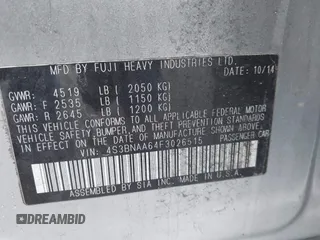 MFD BY FUJI HEAVY INDUSTRIES LTD.
DATE: 10/14
GVWR: 4519 LB ( 2050 KG)
GAWR: F 2535 LB ( 1150 KG)
GAWR: R 2645 LB ( 1200 KG)
THIS VEHICLE CONFORMS TO ALL APPLICABLE FEDERAL MOTOR
VEHICLE SAFETY, BUMPER, AND THEFT PREVENTION STANDARDS
IN EFFECT ON THE DATE OF MANUFACTURE SHOWN ABOVE.
VIN: 4S3BNAA64F3026515
PASSENGER CAR
ASSEMBLED BY SIA INC. IN U.S.A.
DREAMBID